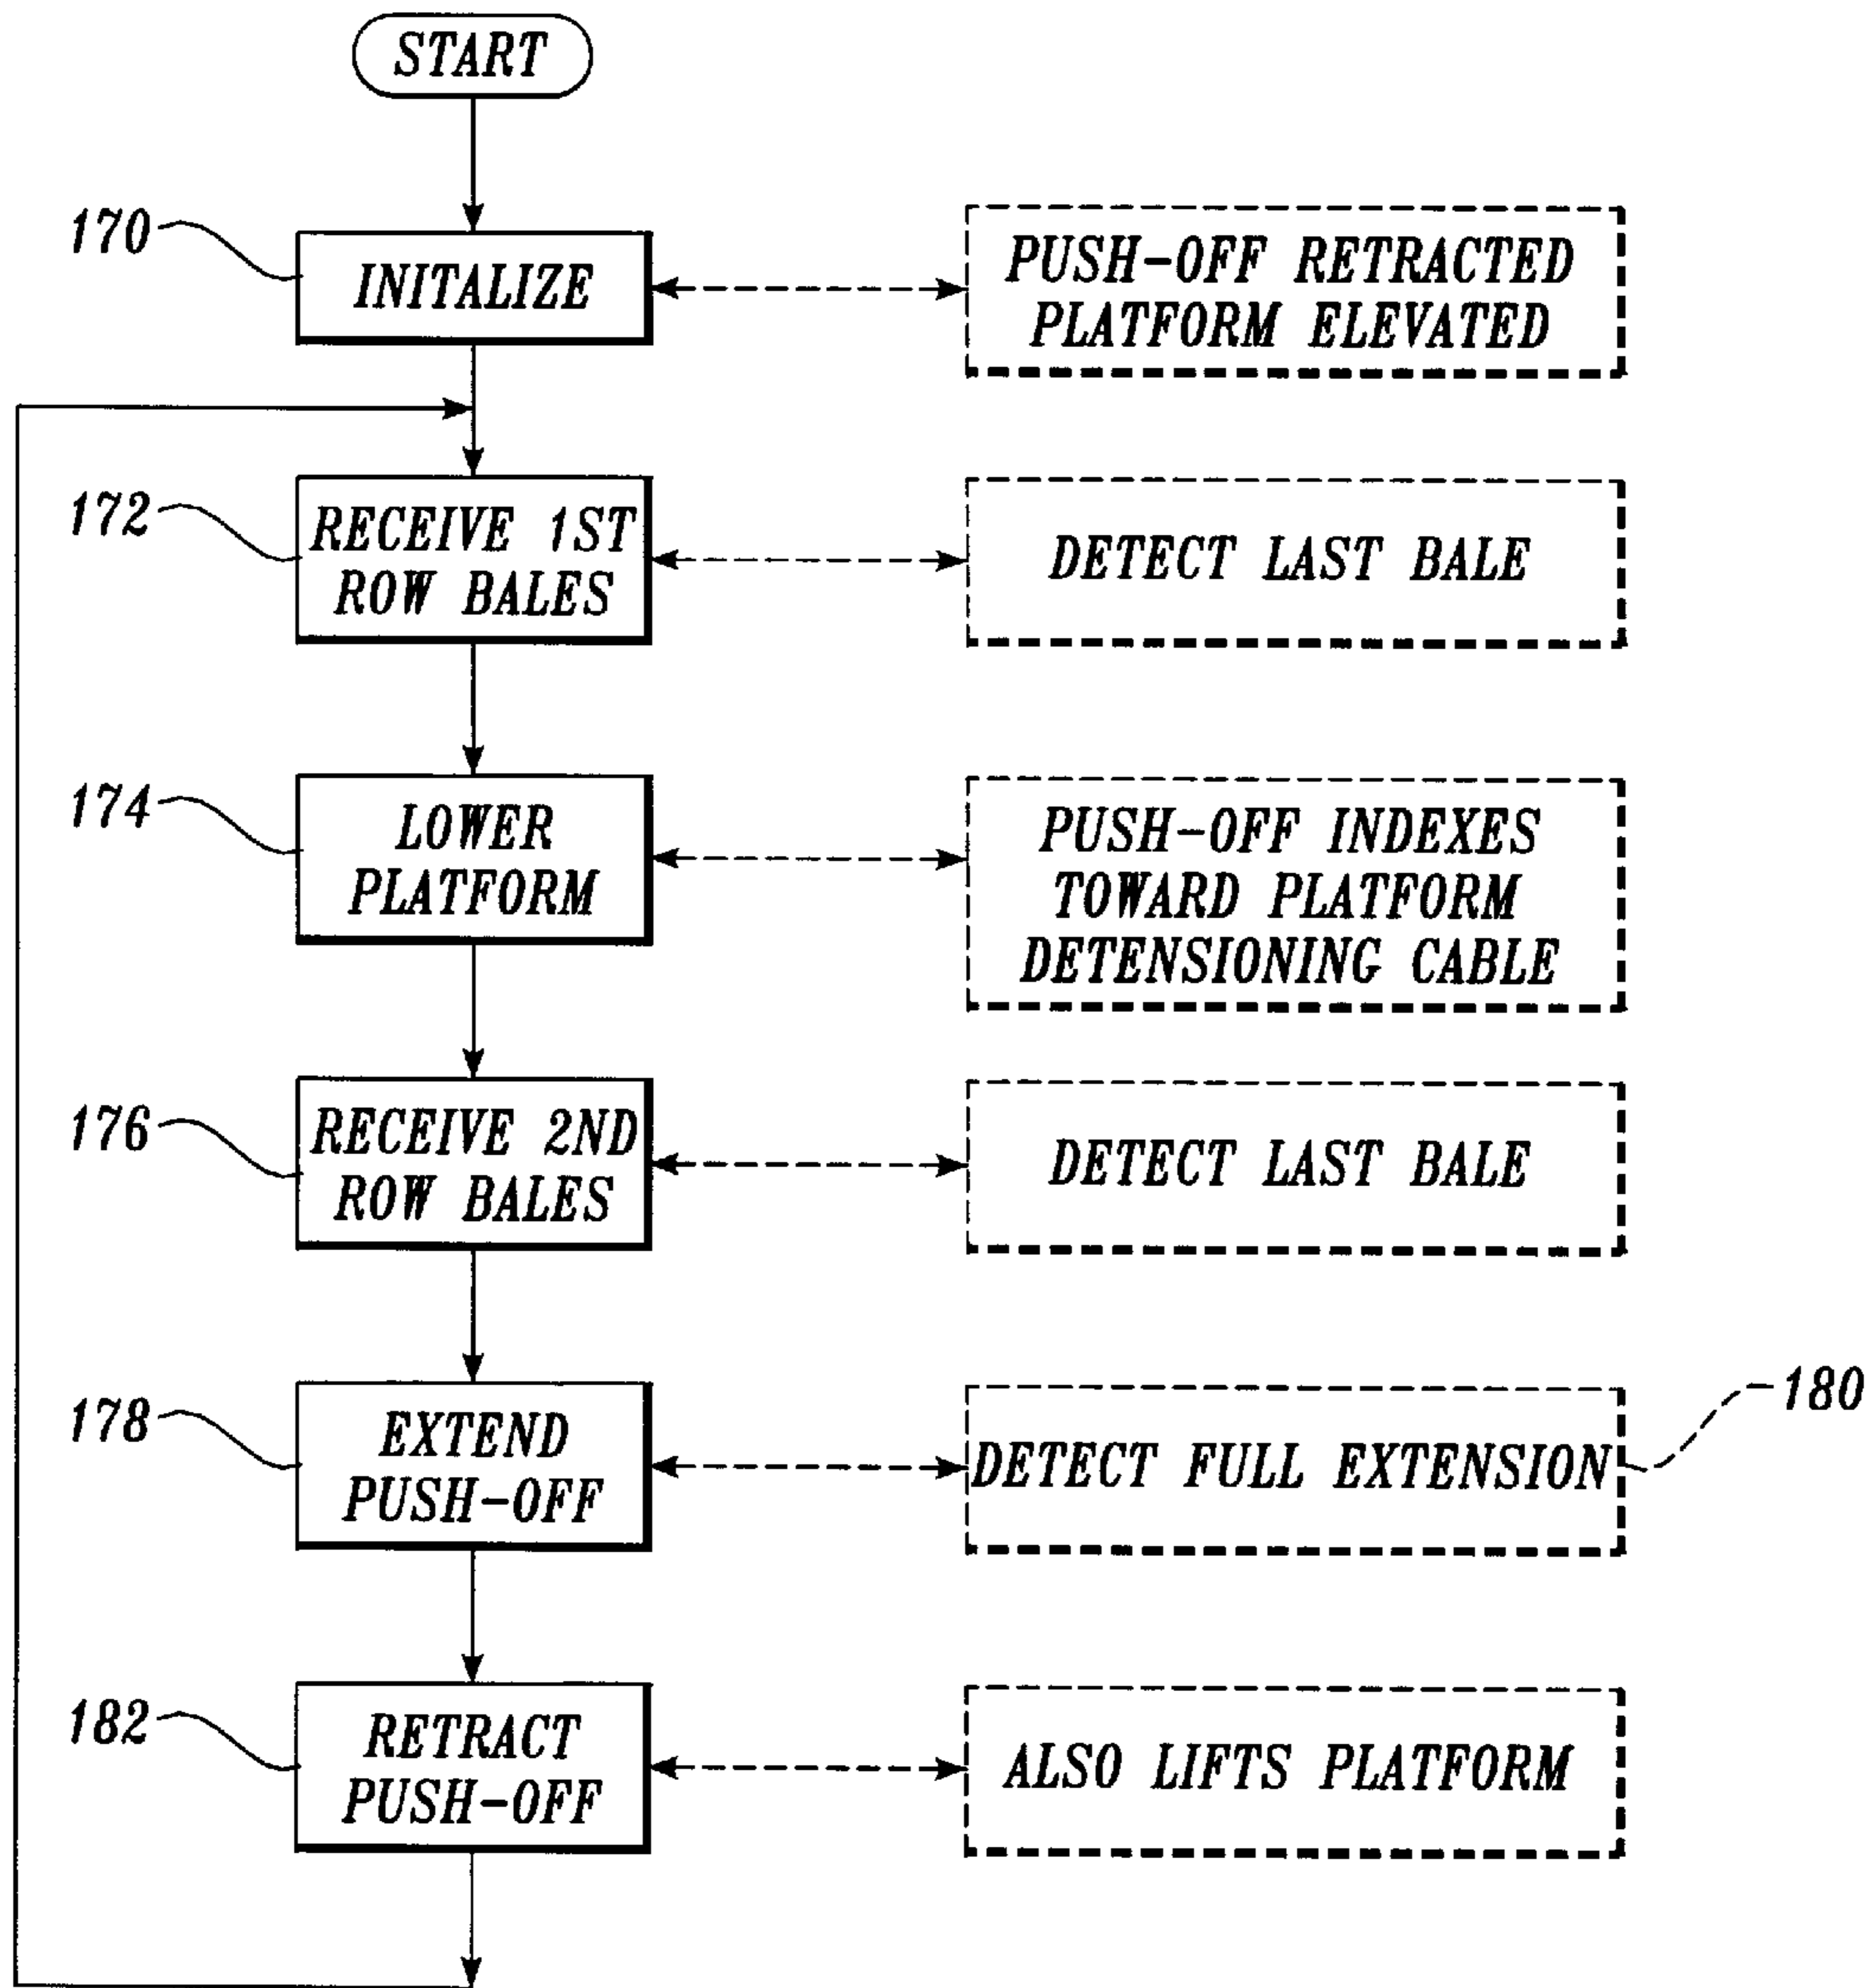 START
170
INITALIZE
PUSH-OFF RETRACTED
PLATFORM ELEVATED
172
RECEIVE 1ST
ROW BALES
DETECT LAST BALE
174
LOWER
PLATFORM
PUSH-OFF INDEXES
TOWARD PLATFORM
DETENSIONING CABLE
176
RECEIVE 2ND
ROW BALES
DETECT LAST BALE
178
EXTEND
PUSH-OFF
DETECT FULL EXTENSION
180
182
RETRACT
PUSH-OFF
ALSO LIFTS PLATFORM